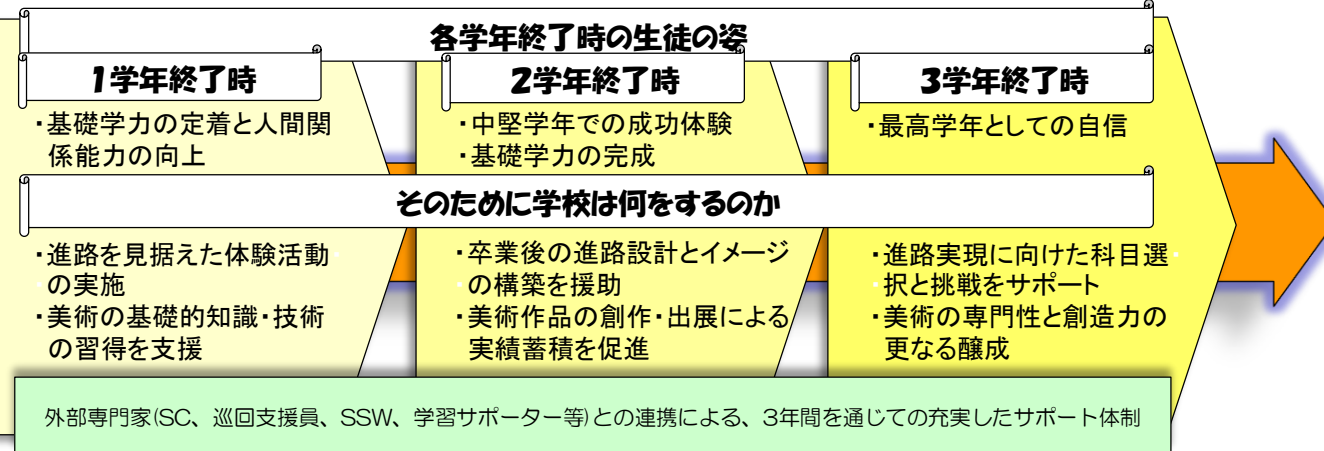 各学年終了時の生徒の姿
1学年終了時
・基礎学力の定着と人間関
係能力の向上
2学年終了時
・中堅学年での成功体験
・基礎学力の完成
3学年終了時
・最高学年としての自信
そのために学校は何をするのか
・進路を見据えた体験活動
の実施
・美術の基礎的知識・技術
の習得を支援
・卒業後の進路設計とイメージ
の構築を援助
・美術作品の創作・出展による
実績蓄積を促進
・進路実現に向けた科目選
択と挑戦をサポート
・美術の専門性と創造力の
更なる醸成
外部専門家(SC、巡回支援員、SSW、学習サポーター等)との連携による、3年間を通じての充実したサポート体制